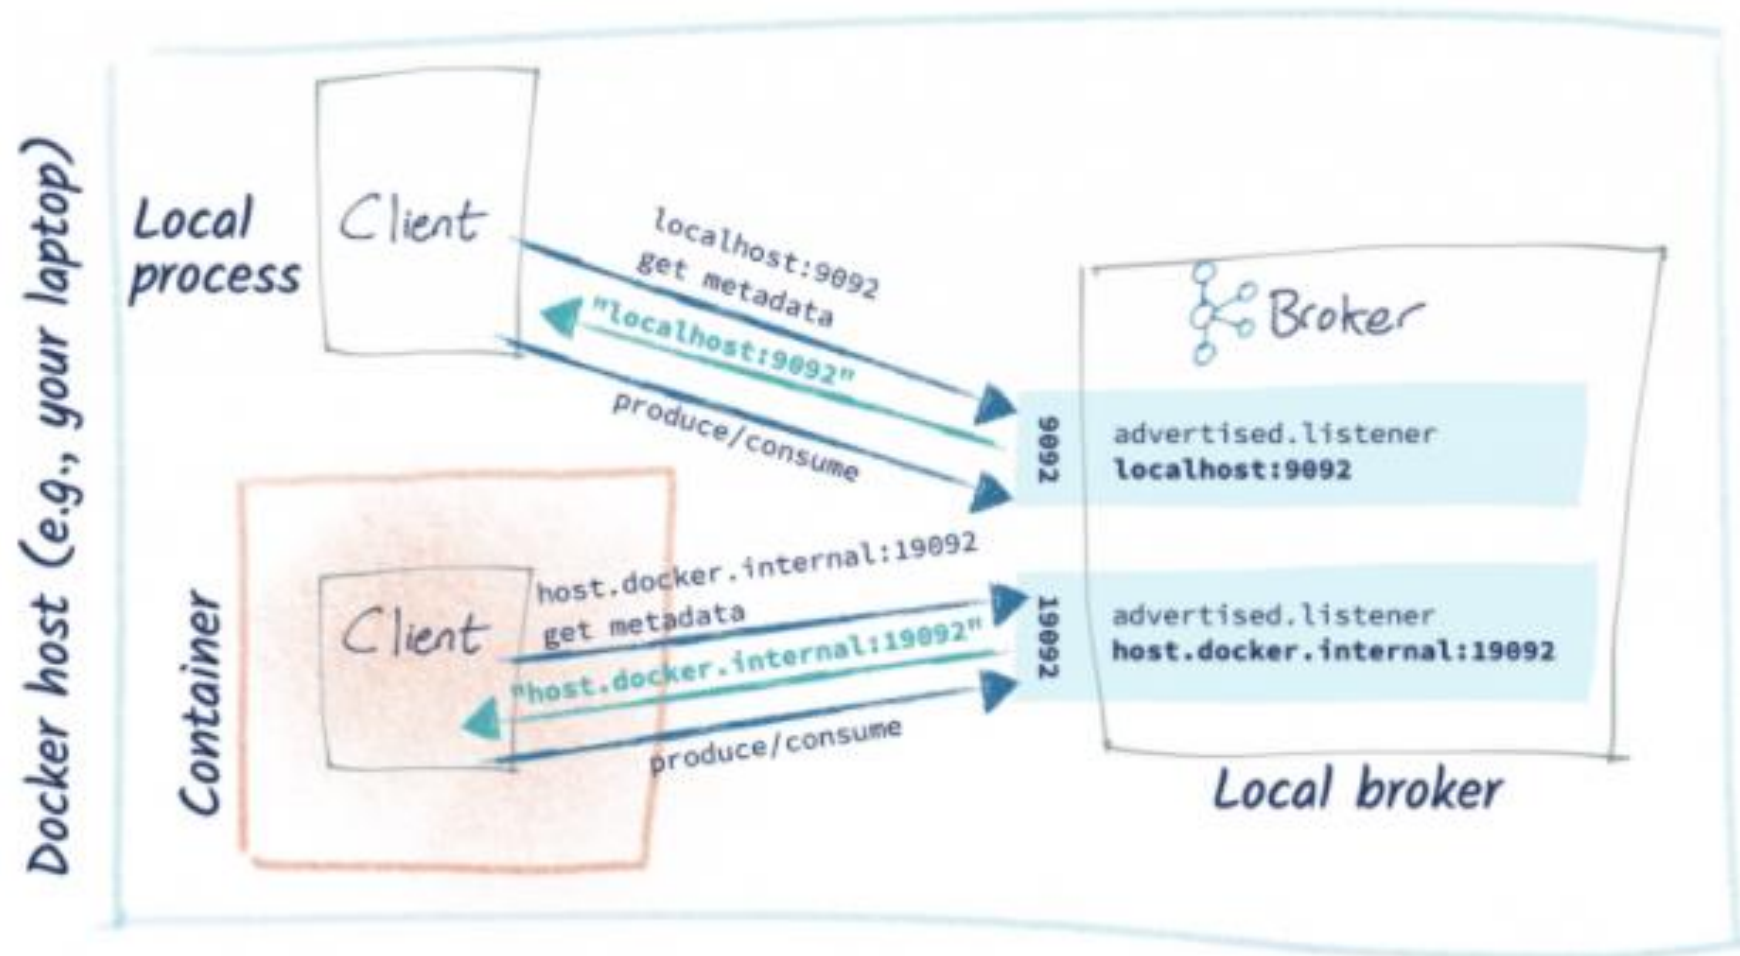 Docker host (e.g., your laptop)
Local
process
Client
localhost:9092
get metadata
"localhost:9092"
produce/consume
Broker
9092
advertised.listener
localhost:9092
Container
Client
host.docker.internal:19092
get metadata
"host.docker.internal:19092"
produce/consume
19092
advertised.listener
host.docker.internal:19092
Local broker